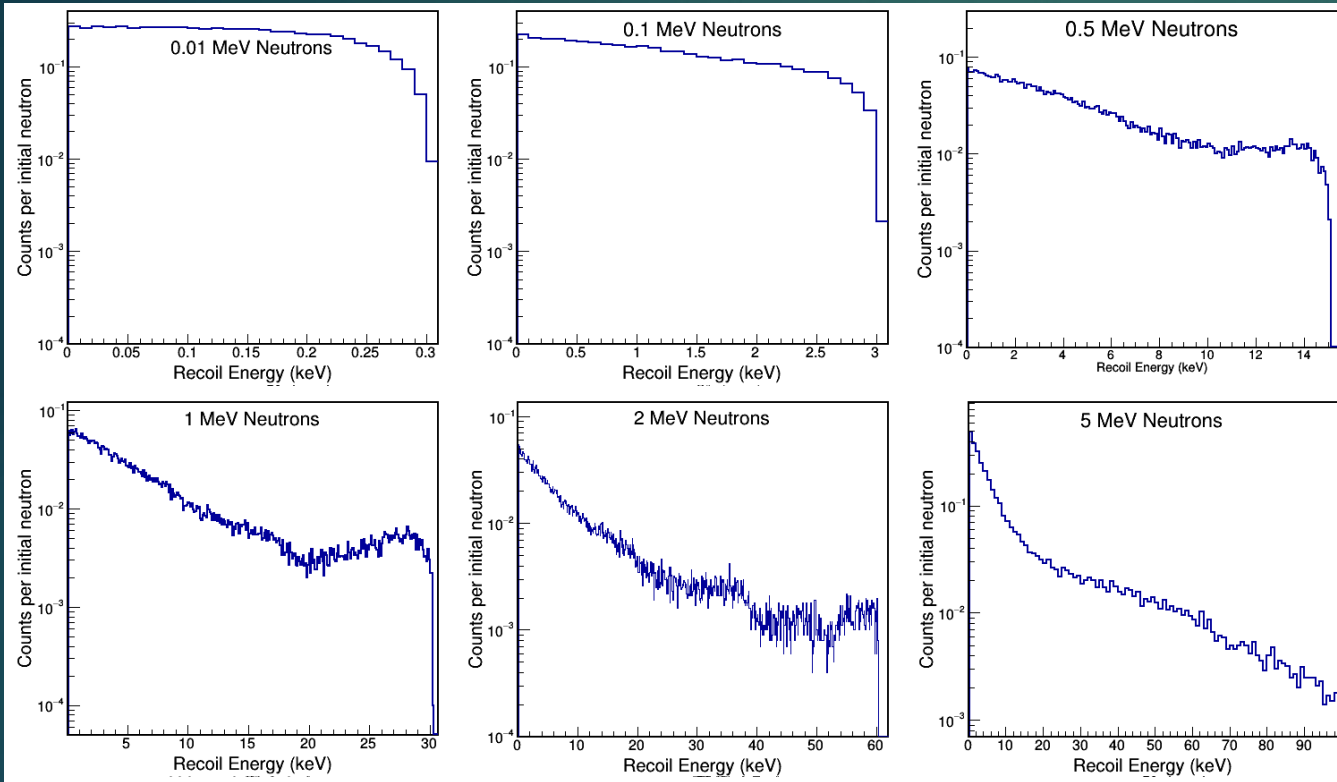 0.01 MeV Neutrons
Counts per initial neutron
10⁻¹
10⁻²
10⁻³
10⁻⁴
0 0.05 0.1 0.15 0.2 0.25 0.3
Recoil Energy (keV)
0.1 MeV Neutrons
Counts per initial neutron
10⁻¹
10⁻²
10⁻³
10⁻⁴
0 0.5 1 1.5 2 2.5 3
Recoil Energy (keV)
0.5 MeV Neutrons
Counts per initial neutron
10⁻¹
10⁻²
10⁻³
10⁻⁴
0 2 4 6 8 10 12 14
Recoil Energy (keV)
1 MeV Neutrons
Counts per initial neutron
10⁻¹
10⁻²
10⁻³
10⁻⁴
5 10 15 20 25 30
Recoil Energy (keV)
2 MeV Neutrons
Counts per initial neutron
10⁻¹
10⁻²
10⁻³
10⁻⁴
0 10 20 30 40 50 60
Recoil Energy (keV)
5 MeV Neutrons
Counts per initial neutron
10⁻¹
10⁻²
10⁻³
0 10 20 30 40 50 60 70 80 90
Recoil Energy (keV)